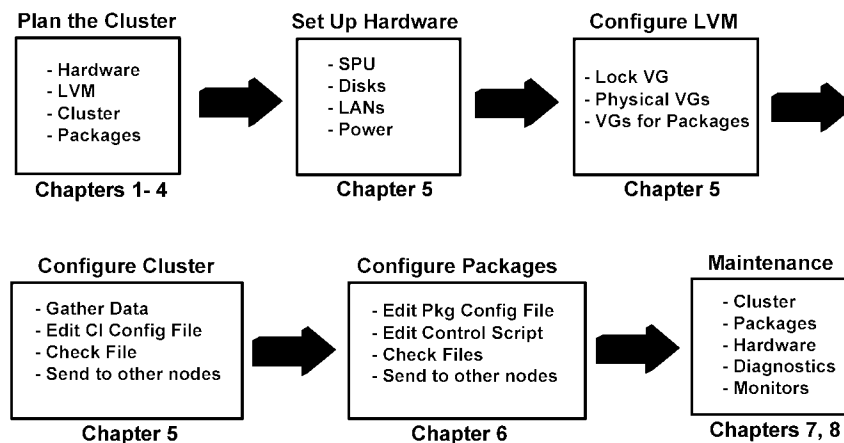 Plan the Cluster
- Hardware
- LVM
- Cluster
- Packages
Chapters 1- 4
Set Up Hardware
- SPU
- Disks
- LANs
- Power
Chapter 5
Configure LVM
- Lock VG
- Physical VGs
- VGs for Packages
Chapter 5
Configure Cluster
- Gather Data
- Edit Cl Config File
- Check File
- Send to other nodes
Chapter 5
Configure Packages
- Edit Pkg Config File
- Edit Control Script
- Check Files
- Send to other nodes
Chapter 6
Maintenance
- Cluster
- Packages
- Hardware
- Diagnostics
- Monitors
Chapters 7, 8